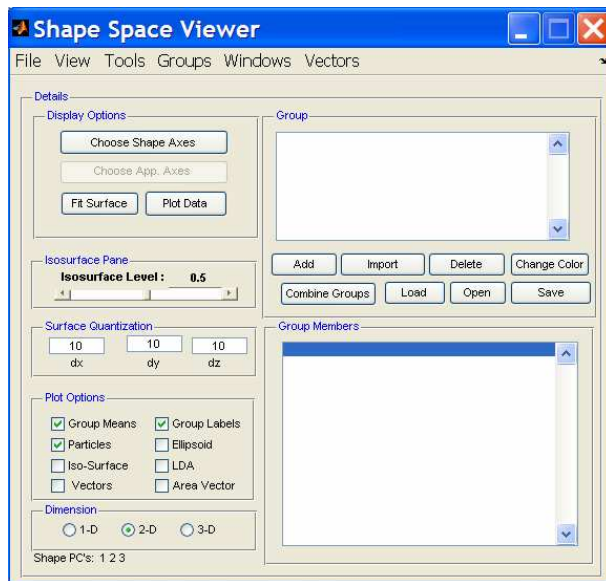 Shape Space Viewer
File View Tools Groups Windows Vectors
Details
Display Options
Choose Shape Axes
Choose App. Axes
Fit Surface Plot Data
Isosurface Pane
Isosurface Level : 0.5
Surface Quantization
10 10 10
dx dy dz
Plot Options
Group Means Group Labels
Particles Ellipsoid
Iso-Surface LDA
Vectors Area Vector
Dimension
1-D 2-D 3-D
Shape PC's: 1 2 3
Group
Add Import Delete Change Color
Combine Groups Load Open Save
Group Members